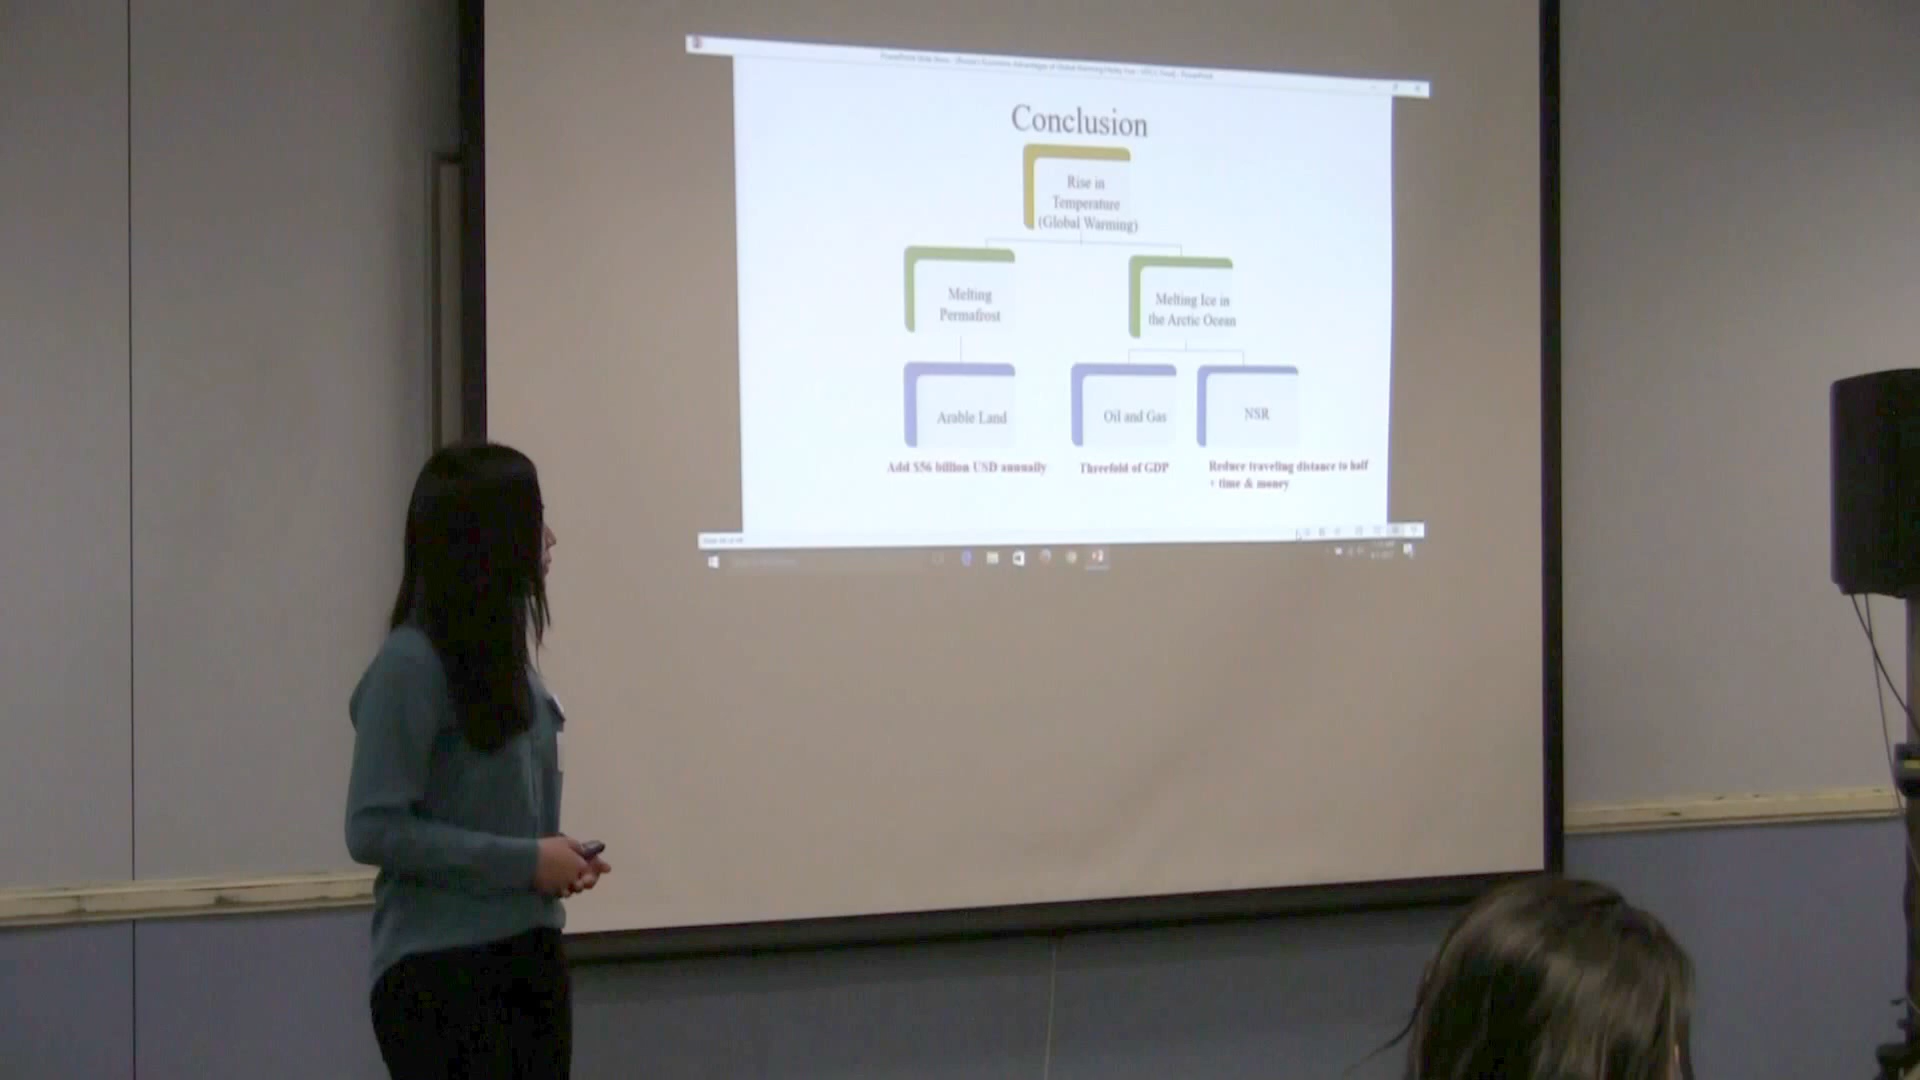 Conclusion
Rise in
Temperature
(Global Warming)
Melting
Permafrost
Melting Ice in
the Arctic Ocean
Arable Land
Oil and Gas
NSR
Add $56 billion USD annually
Threefold of GDP
Reduce traveling distance to half
+ time & money